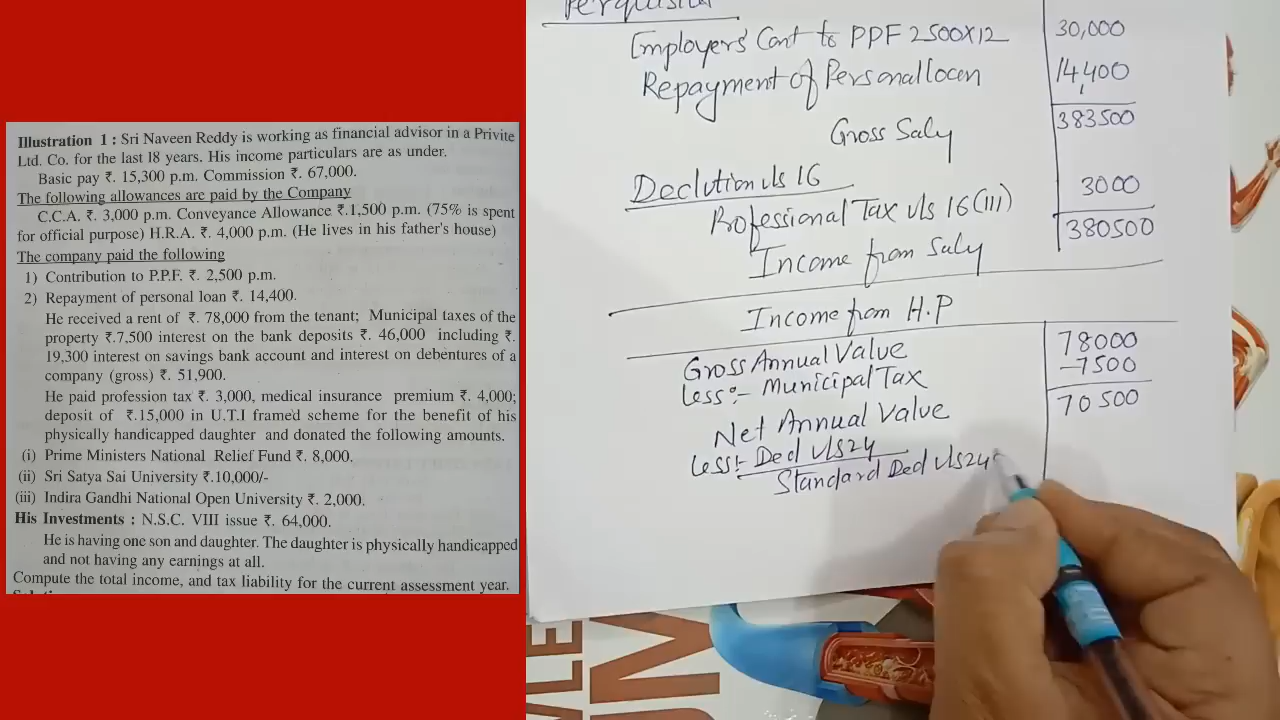 Illustration 1 : Sri Naveen Reddy is working as financial advisor in a Privite
Ltd. Co. for the last 18 years. His income particulars are as under.
Basic pay ₹. 15,300 p.m. Commission ₹. 67,000.
The following allowances are paid by the Company
C.C.A. ₹. 3,000 p.m. Conveyance Allowance ₹.1,500 p.m. (75% is spent
for official purpose) H.R.A. ₹. 4,000 p.m. (He lives in his father's house)
The company paid the following
1) Contribution to P.P.F. ₹. 2,500 p.m.
2) Repayment of personal loan ₹. 14,400.
He received a rent of ₹. 78,000 from the tenant; Municipal taxes of the
property ₹.7,500 interest on the bank deposits ₹. 46,000 including ₹.
19,300 interest on savings bank account and interest on debentures of a
company (gross) ₹. 51,900.
He paid profession tax ₹. 3,000, medical insurance premium ₹. 4,000;
deposit of ₹.15,000 in U.T.I framed scheme for the benefit of his
physically handicapped daughter and donated the following amounts.
(i) Prime Ministers National Relief Fund ₹. 8,000.
(ii) Sri Satya Sai University ₹.10,000/-
(iii) Indira Gandhi National Open University ₹. 2,000.
His Investments : N.S.C. VIII issue ₹. 64,000.
He is having one son and daughter. The daughter is physically handicapped
and not having any earnings at all.
Compute the total income, and tax liability for the current assessment year.
Employers' Cont to PPF 2500X12 30,000
Repayment of Personal loan 14,400
Gross Saly 383500
Declution U/s 16
Professional Tax U/s 16(III) 3000
Income from Saly 380500
Income from H.P
Gross Annual Value 78000
Less:- Municipal Tax -7500
Net Annual Value 70500
Less:- Ded U/s24
Standard Ded U/s24